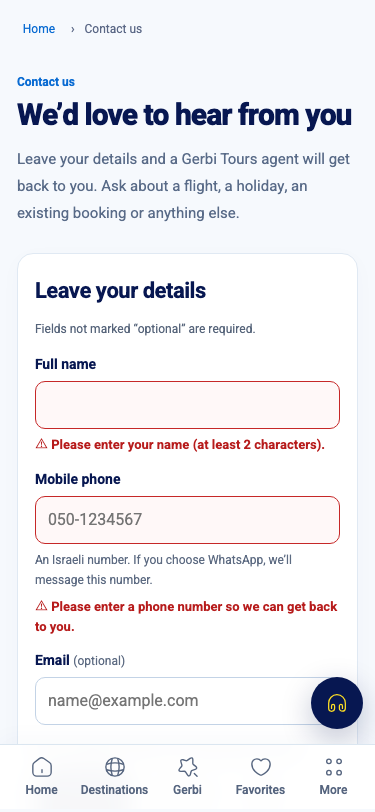 Home › Contact us
Contact us
We’d love to hear from you
Leave your details and a Gerbi Tours agent will get
back to you. Ask about a flight, a holiday, an
existing booking or anything else.
Leave your details
Fields not marked “optional” are required.
Full name
⚠ Please enter your name (at least 2 characters).
Mobile phone
050-1234567
An Israeli number. If you choose WhatsApp, we’ll
message this number.
⚠ Please enter a phone number so we can get back
to you.
Email (optional)
name@example.com
Home Destinations Gerbi Favorites More